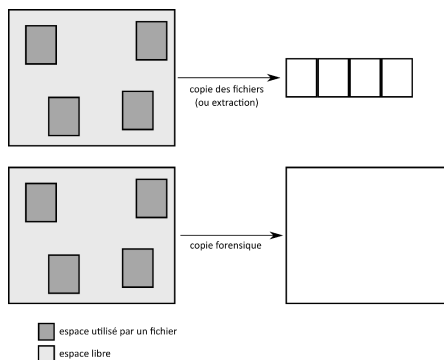 copie des fichiers
(ou extraction)
copie forensique
espace utilisé par un fichier
espace libre